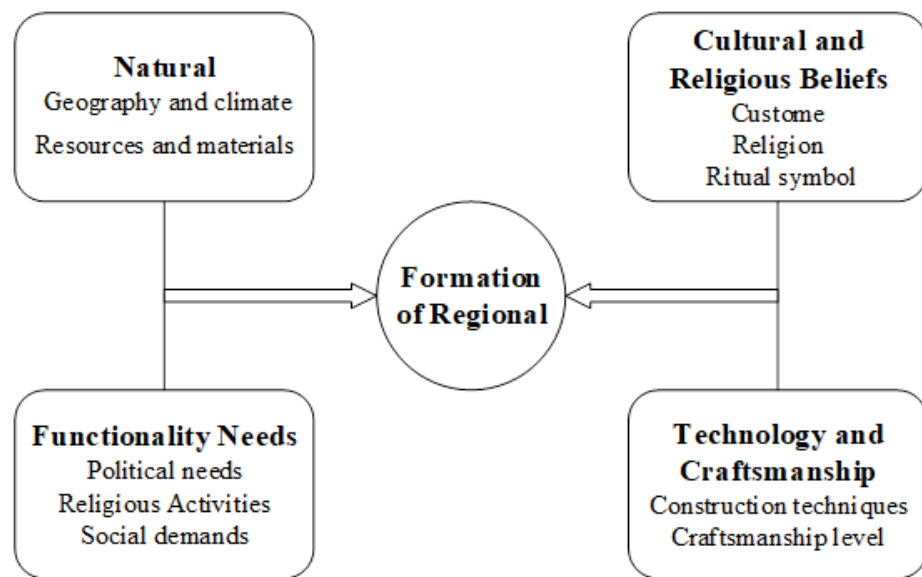 Natural
Geography and climate
Resources and materials
Cultural and
Religious Beliefs
Custome
Religion
Ritual symbol
Formation
of Regional
Functionality Needs
Political needs
Religious Activities
Social demands
Technology and
Craftsmanship
Construction techniques
Craftsmanship level